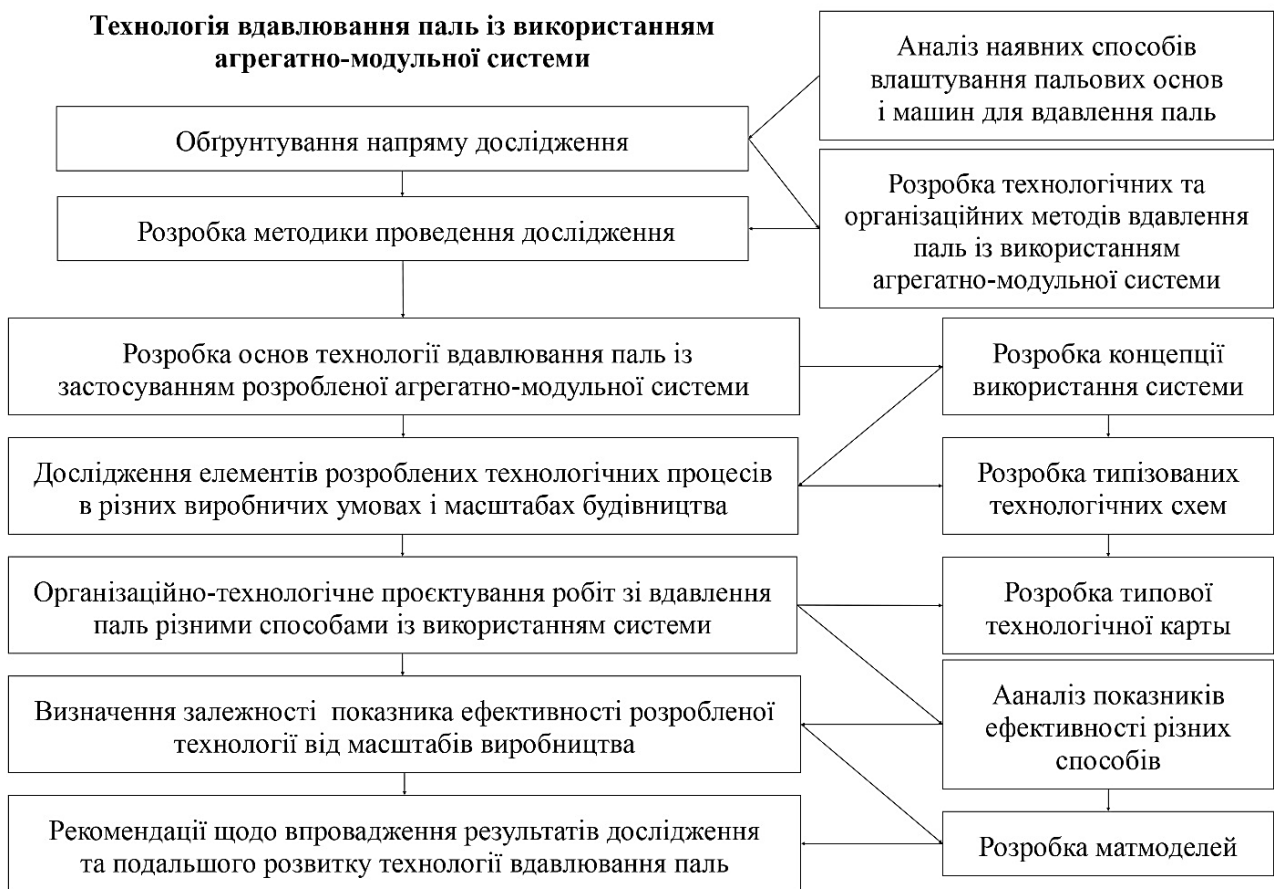 Технологія вдавлювання паль із використанням
агрегатно-модульної системи
Аналіз наявних способів
влаштування пальових основ
і машин для вдавлення паль
Обґрунтування напряму дослідження
Розробка технологічних та
організаційних методів вдавлення
паль із використанням
агрегатно-модульної системи
Розробка методики проведення дослідження
Розробка основ технології вдавлювання паль із
застосуванням розробленої агрегатно-модульної системи
Розробка концепції
використання системи
Дослідження елементів розроблених технологічних процесів
в різних виробничих умовах і масштабах будівництва
Розробка типізованих
технологічних схем
Організаційно-технологічне проєктування робіт зі вдавлення
паль різними способами із використанням системи
Розробка типової
технологічної карты
Визначення залежності показника ефективності розробленої
технології від масштабів виробництва
Ааналіз показників
ефективності різних
способів
Рекомендації щодо впровадження результатів дослідження
та подальшого розвитку технології вдавлювання паль
Розробка матмоделей